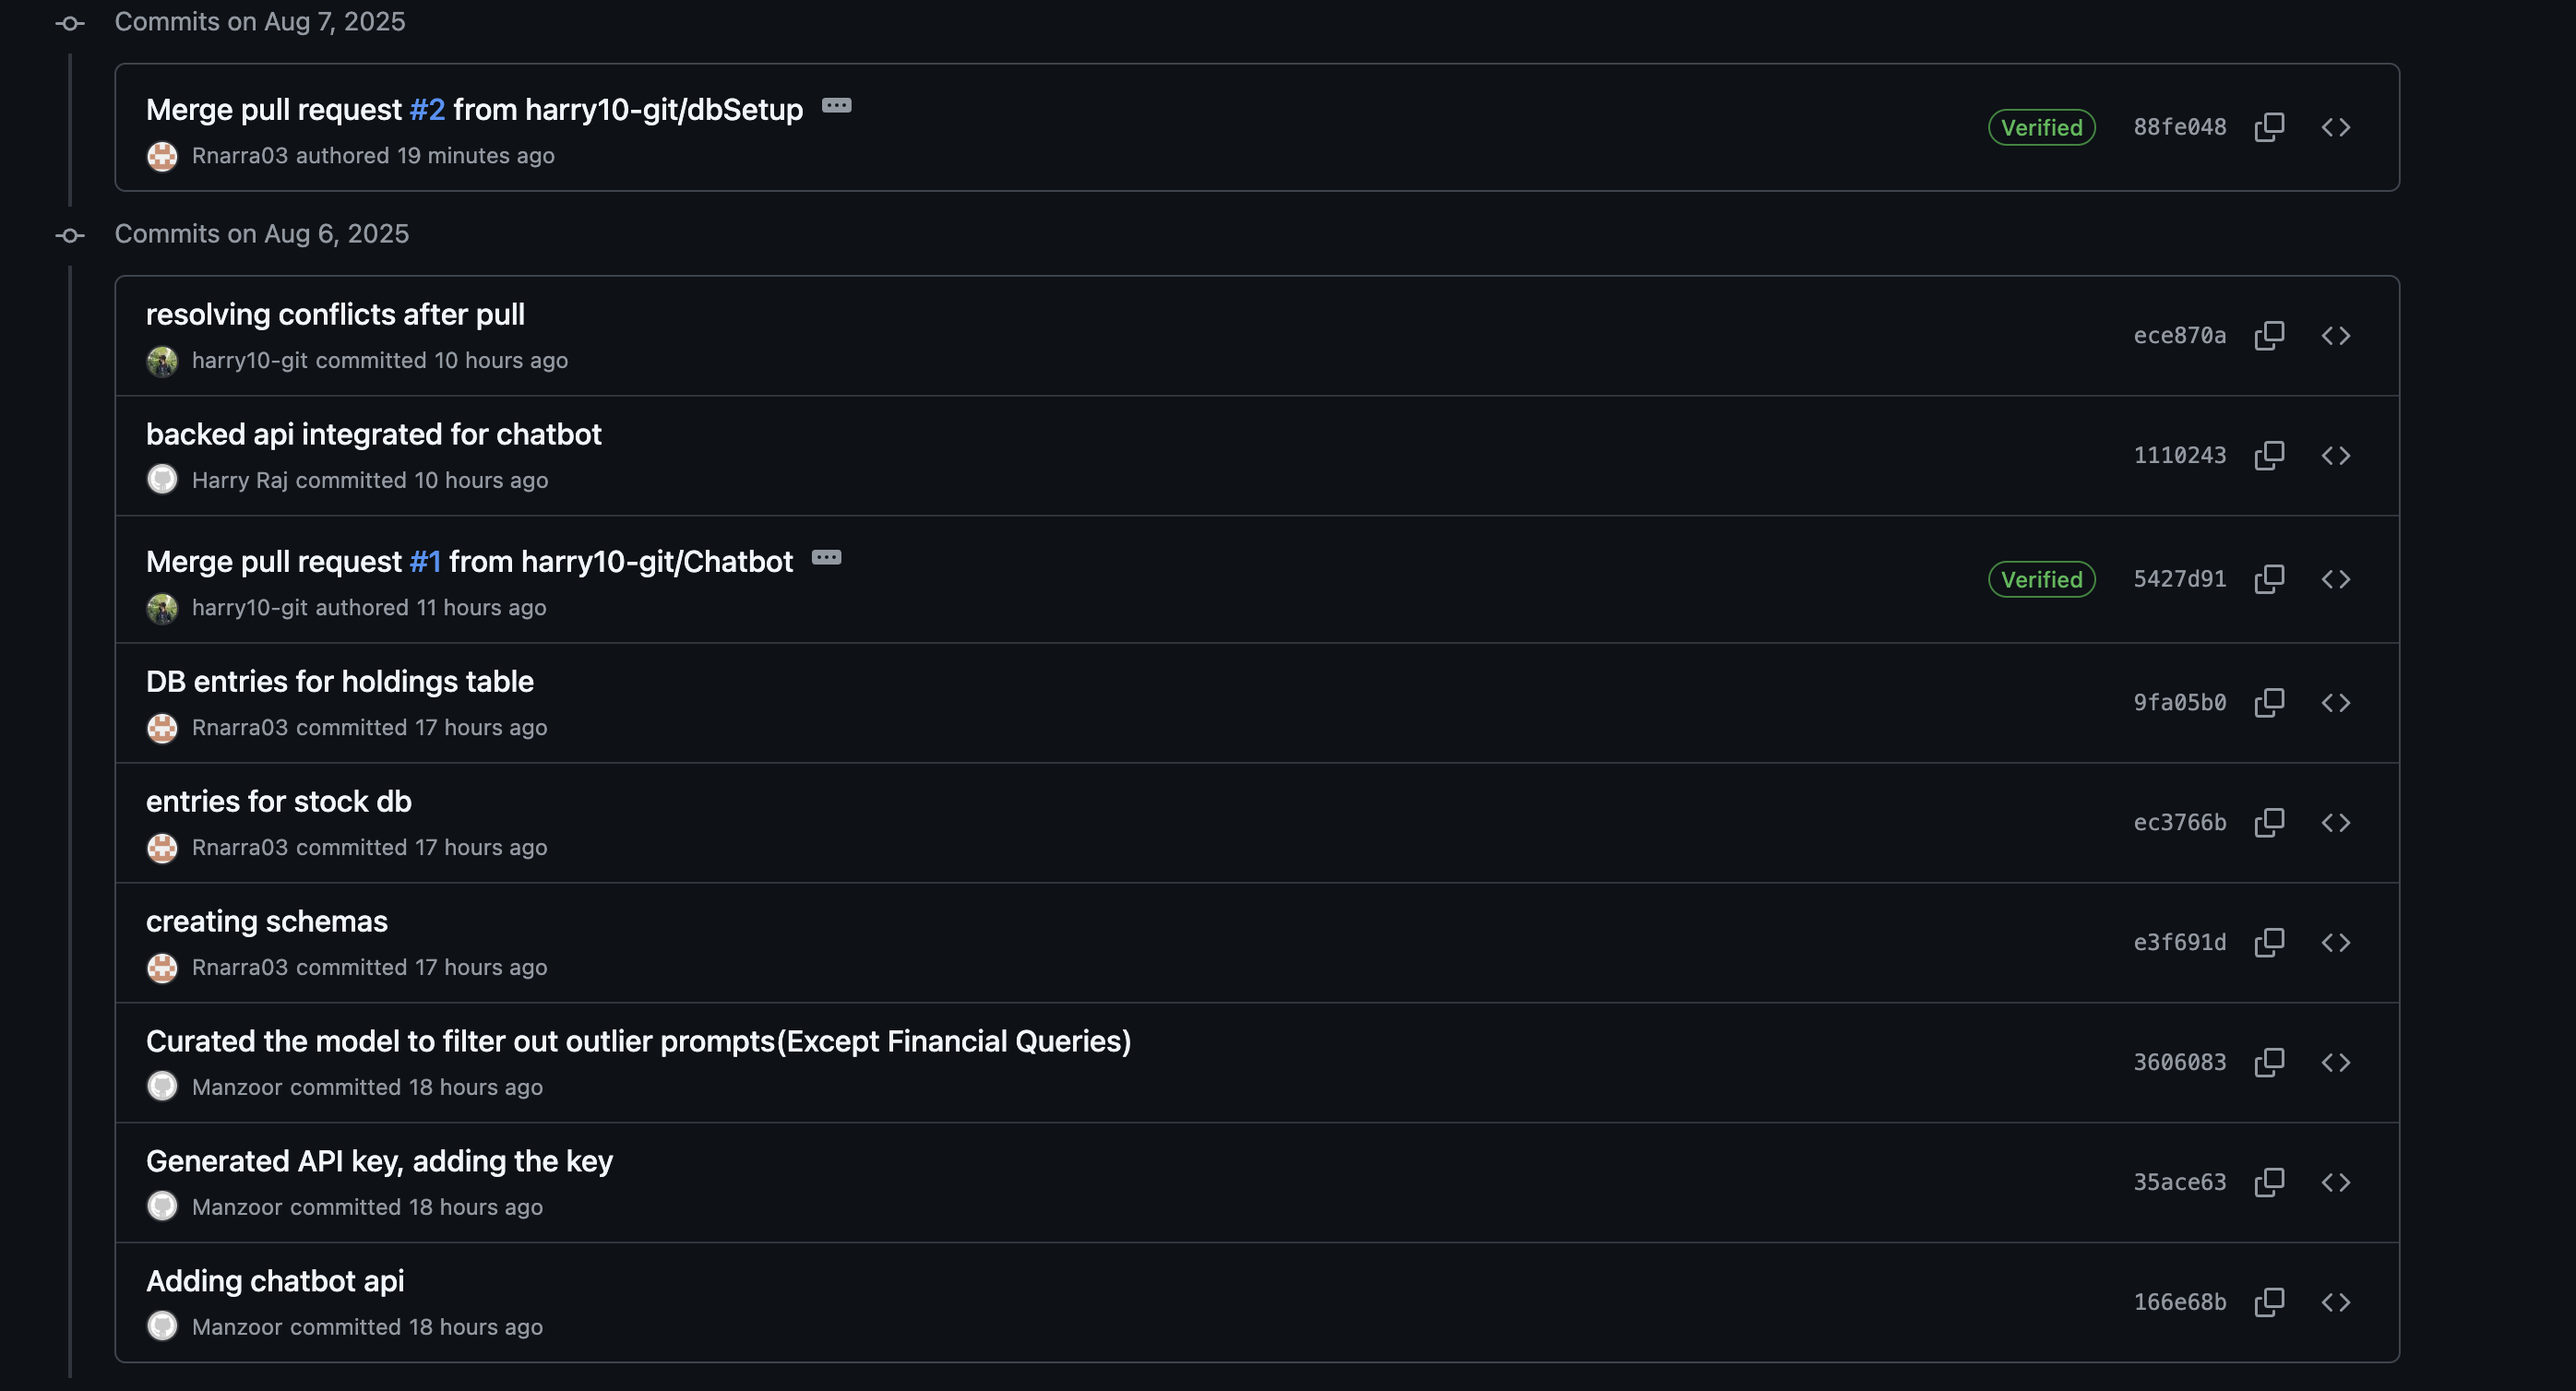 Commits on Aug 7, 2025
Merge pull request #2 from harry10-git/dbSetup
Rnarra03 authored 19 minutes ago
Verified
88fe048
Commits on Aug 6, 2025
resolving conflicts after pull
harry10-git committed 10 hours ago
ece870a
backed api integrated for chatbot
Harry Raj committed 10 hours ago
1110243
Merge pull request #1 from harry10-git/Chatbot
harry10-git authored 11 hours ago
Verified
5427d91
DB entries for holdings table
Rnarra03 committed 17 hours ago
9fa05b0
entries for stock db
Rnarra03 committed 17 hours ago
ec3766b
creating schemas
Rnarra03 committed 17 hours ago
e3f691d
Curated the model to filter out outlier prompts(Except Financial Queries)
Manzoor committed 18 hours ago
3606083
Generated API key, adding the key
Manzoor committed 18 hours ago
35ace63
Adding chatbot api
Manzoor committed 18 hours ago
166e68b